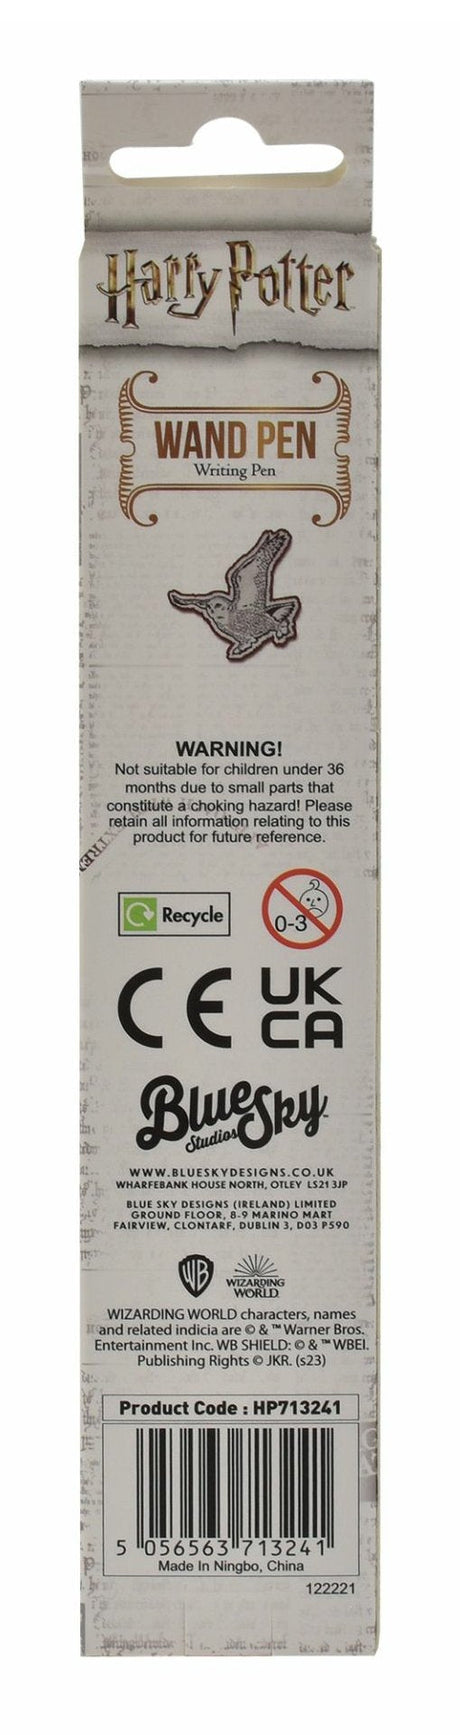 Harry Potter
WAND PEN
Writing Pen
WARNING!
Not suitable for children under 36
months due to small parts that
constitute a choking hazard! Please
retain all information relating to this
product for future reference.
Recycle
0-3
CE
UK
CA
Blue Sky
Studios
WWW.BLUESKYDESIGNS.CO.UK
WHARFEBANK HOUSE NORTH, OTLEY LS21 3JP
BLUE SKY DESIGNS (IRELAND) LIMITED
GROUND FLOOR, 8-9 MARINO MART
FAIRVIEW, CLONTARF, DUBLIN 3, D03 P590
WB
WIZARDING
WORLD
WIZARDING WORLD characters, names
and related indicia are © & ™ Warner Bros.
Entertainment Inc. WB SHIELD: © & ™ WBEI.
Publishing Rights © JKR. (s23)
Product Code : HP713241
5 056563 713241
Made In Ningbo, China
122221